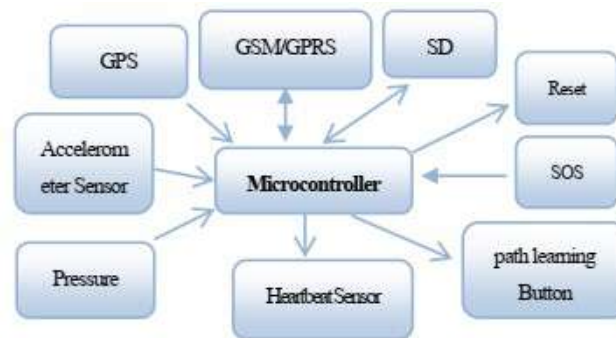 GPS
GSM/GPRS
SD
Reset
Accelerom
eter Sensor
Microcontroller
SOS
Pressure
Heartbeat Sensor
path learning
Button